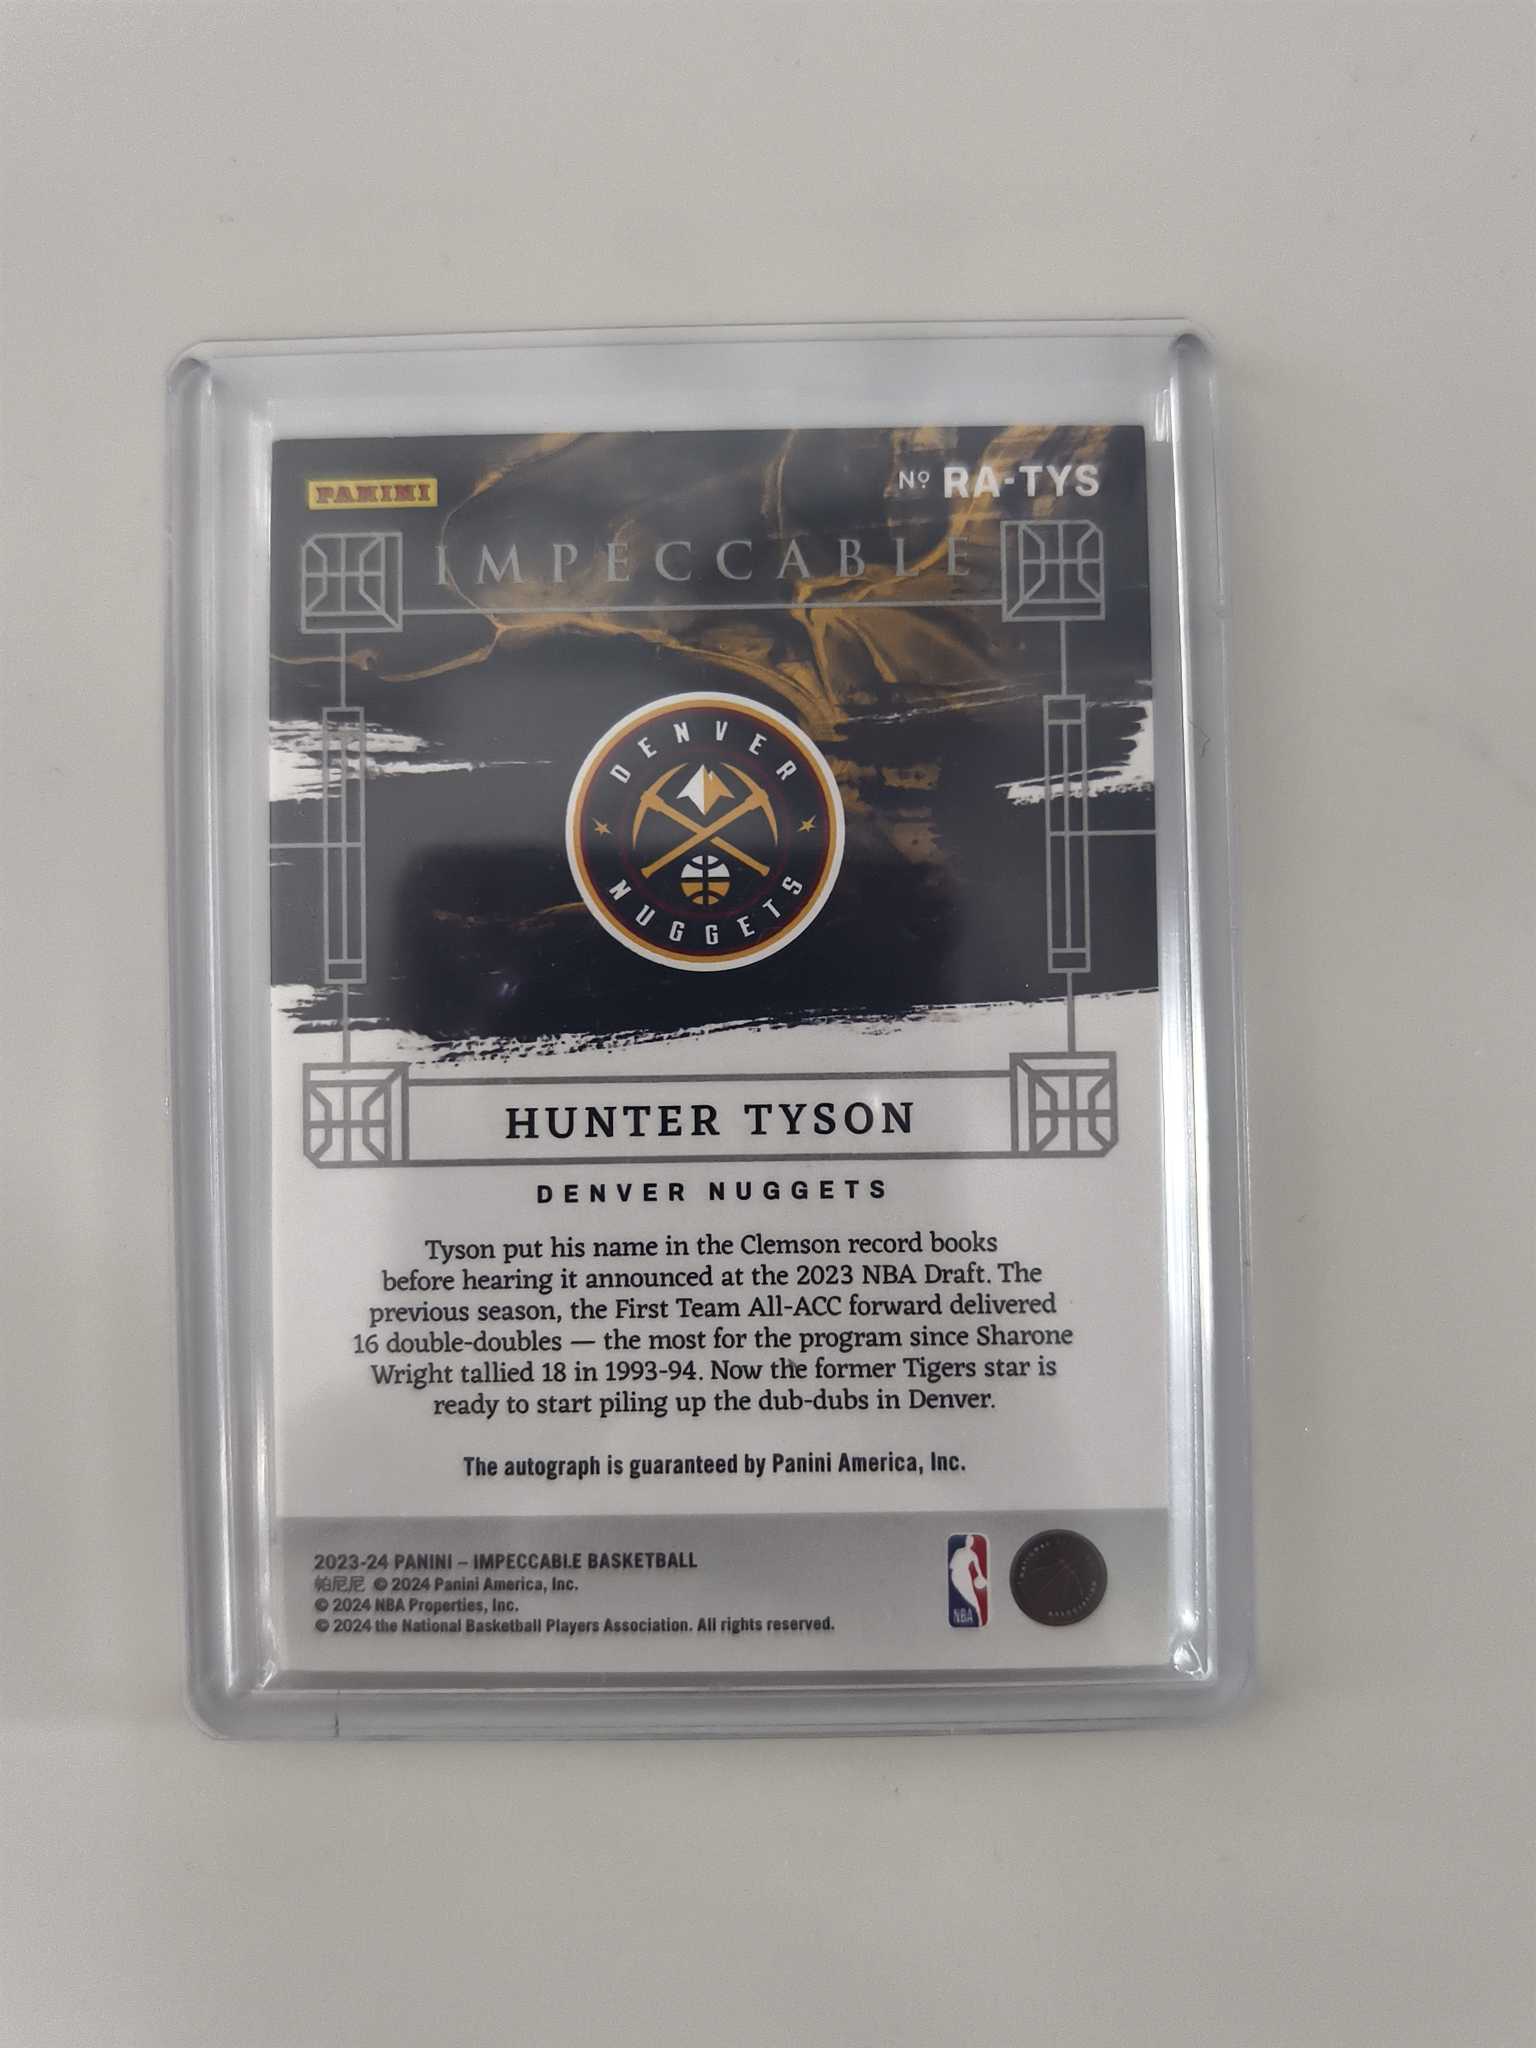 PANINI
Nº RA-TYS
IMPECCABLE
DENVER
NUGGETS
HUNTER TYSON
DENVER NUGGETS
Tyson put his name in the Clemson record books
before hearing it announced at the 2023 NBA Draft. The
previous season, the First Team All-ACC forward delivered
16 double-doubles — the most for the program since Sharone
Wright tallied 18 in 1993-94. Now the former Tigers star is
ready to start piling up the dub-dubs in Denver.
The autograph is guaranteed by Panini America, Inc.
2023-24 PANINI – IMPECCABLE BASKETBALL
帕尼尼 © 2024 Panini America, Inc.
© 2024 NBA Properties, Inc.
© 2024 the National Basketball Players Association. All rights reserved.
NBA